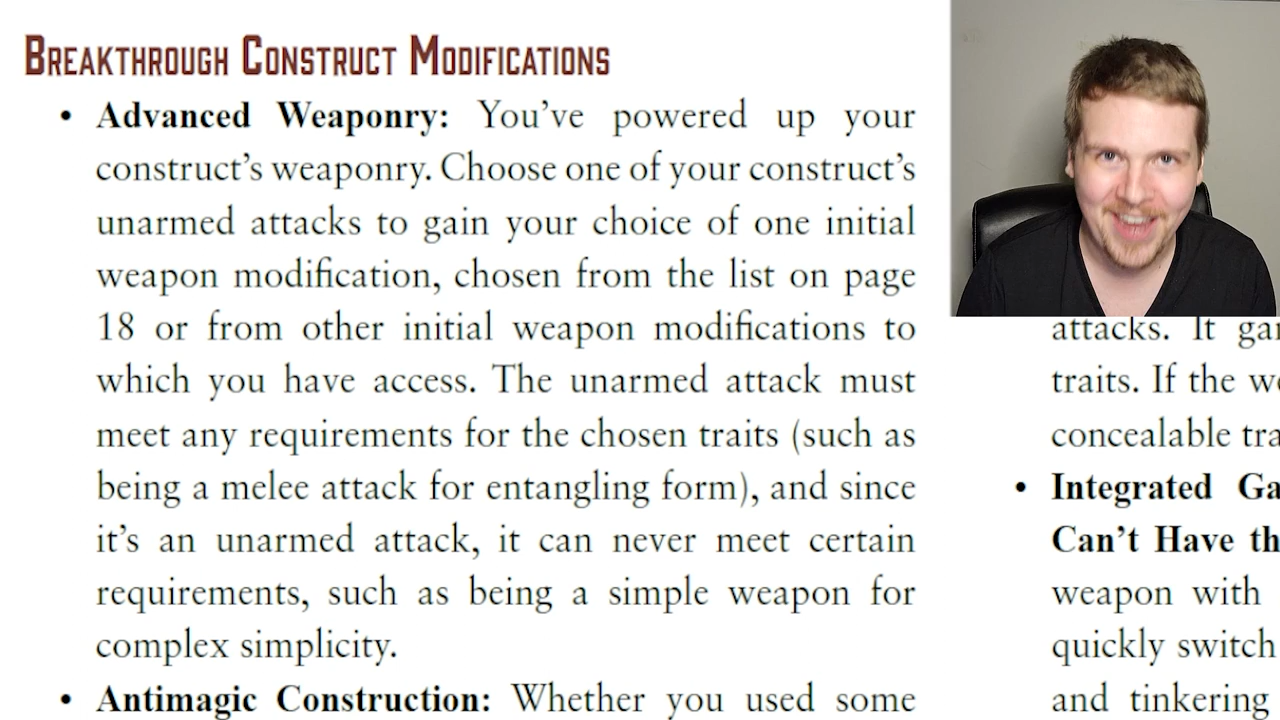 Breakthrough Construct Modifications
• Advanced Weaponry: You’ve powered up your
construct’s weaponry. Choose one of your construct’s
unarmed attacks to gain your choice of one initial
weapon modification, chosen from the list on page
18 or from other initial weapon modifications to
which you have access. The unarmed attack must
meet any requirements for the chosen traits (such as
being a melee attack for entangling form), and since
it’s an unarmed attack, it can never meet certain
requirements, such as being a simple weapon for
complex simplicity.
• Antimagic Construction: Whether you used some
attacks. It
traits. If the
concealable
• Integrated
Can’t Have
weapon with
quickly switch
and tinkering